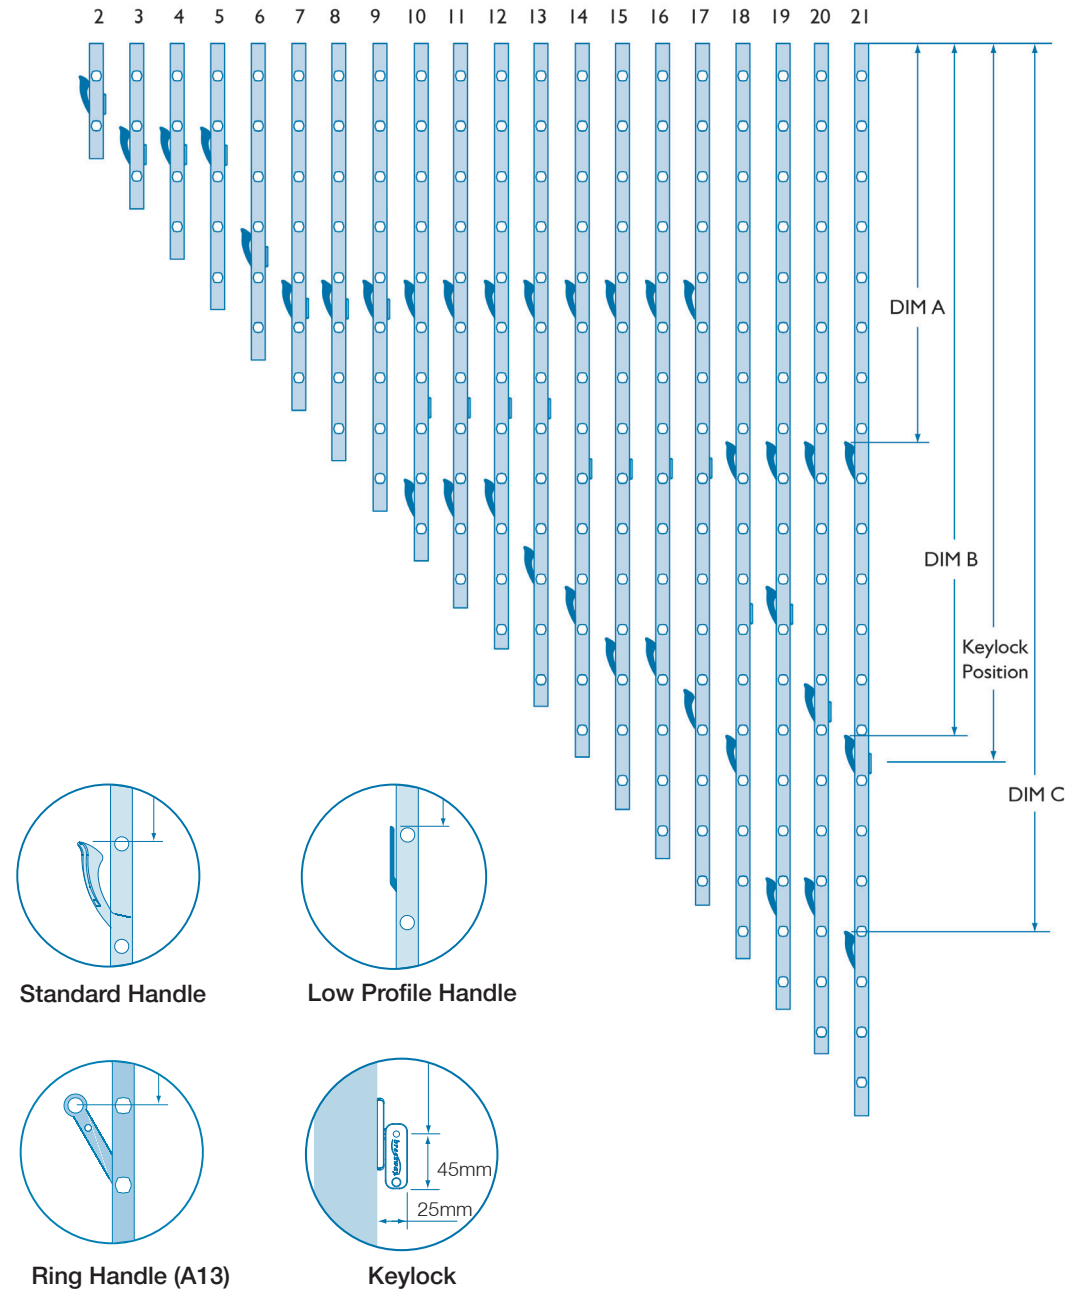 2 3 4 5 6 7 8 9 10 11 12 13 14 15 16 17 18 19 20 21
DIM A
DIM B
Keylock
Position
DIM C
Standard Handle
Low Profile Handle
45mm
25mm
Ring Handle (A13)
Keylock